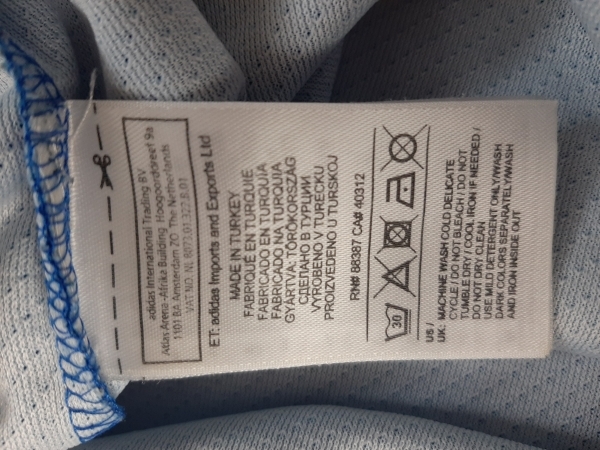 adidas International Trading BV
Atlas Arena-Afrika Building Hoogoorddreef 9a
1101 BA Amsterdam ZO The Netherlands
VAT NO: NL 8073.01.327.B.01
ET: adidas Imports and Exports Ltd
MADE IN TURKEY
FABRIQUÉ EN TURQUIE
FABRICADO EN TURQUÍA
FABRICADO NA TURQUIA
GYÁRTVA: TÖRÖKORSZÁG
СДЕЛАНО В ТУРЦИИ
VYROBENO V TURECKU
PROIZVEDENO U TURSKOJ
RN# 88387 CA# 40312
30
US /
UK: MACHINE WASH COLD DELICATE
CYCLE / DO NOT BLEACH / DO NOT
TUMBLE DRY / COOL IRON IF NEEDED /
DO NOT DRY CLEAN
USE MILD DETERGENT ONLY/WASH
DARK COLORS SEPARATELY/WASH
AND IRON INSIDE OUT